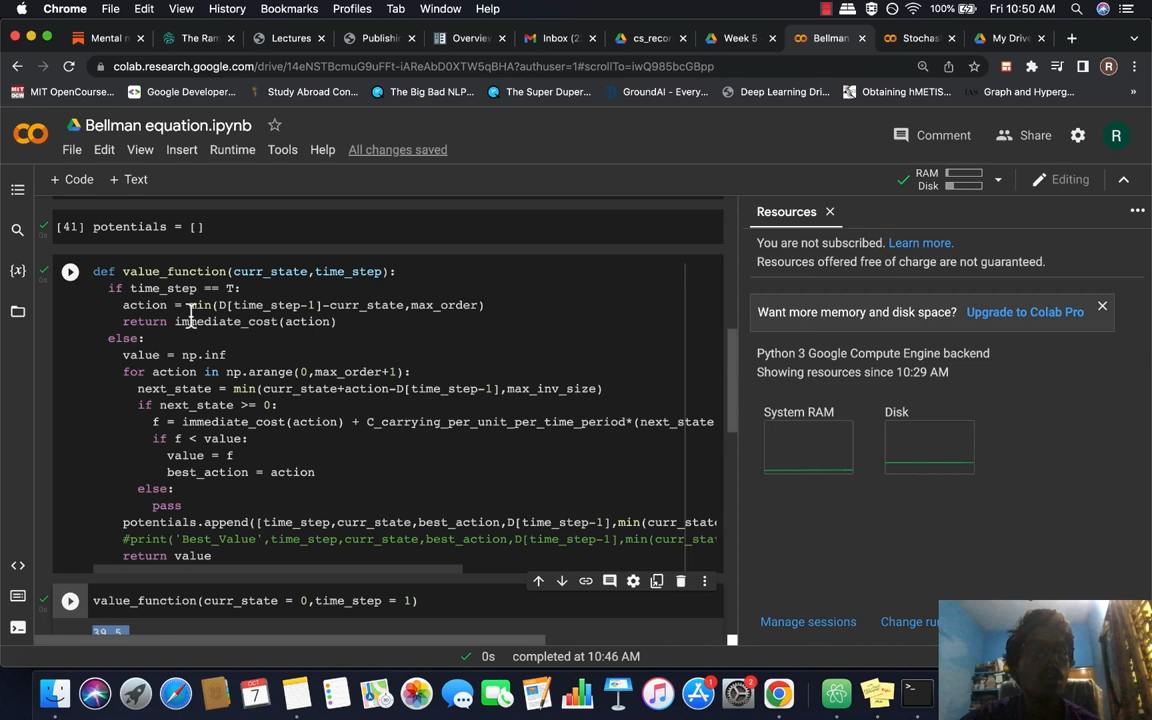 Chrome File Edit View History Bookmarks Profiles Tab Window Help 100% Fri 10:50 AM
Mental r The Ram Lectures Publishi Overview Inbox (2 cs_recor Week 5 Bellman Stochas My Drive
colab.research.google.com/drive/14eNSTBcmuG9uFFt-iAReAbD0XTW5qBHA?authuser=1#scrollTo=iwQ985bcGBpp R
MIT OpenCourse... Google Developer... Study Abroad Con... The Big Bad NLP... The Super Duper... GroundAI - Every... Deep Learning Dri... Obtaining hMETIS... Graph and Hyperg... »
Bellman equation.ipynb Comment Share R
File Edit View Insert Runtime Tools Help All changes saved
+ Code + Text RAM Disk Editing
[41] potentials = []
Resources
You are not subscribed. Learn more.
Resources offered free of charge are not guaranteed.
Want more memory and disk space? Upgrade to Colab Pro
Python 3 Google Compute Engine backend
Showing resources since 10:29 AM
System RAM Disk
Manage sessions Change ru
def value_function(curr_state,time_step):
if time_step == T:
action = min(D[time_step-1]-curr_state,max_order)
return immediate_cost(action)
else:
value = np.inf
for action in np.arange(0,max_order+1):
next_state = min(curr_state+action-D[time_step-1],max_inv_size)
if next_state >= 0:
f = immediate_cost(action) + C_carrying_per_unit_per_time_period*(next_state
if f < value:
value = f
best_action = action
else:
pass
potentials.append([time_step,curr_state,best_action,D[time_step-1],min(curr_state
#print('Best_Value',time_step,curr_state,best_action,D[time_step-1],min(curr_stat
return value
value_function(curr_state = 0,time_step = 1)
39.5
0s completed at 10:46 AM